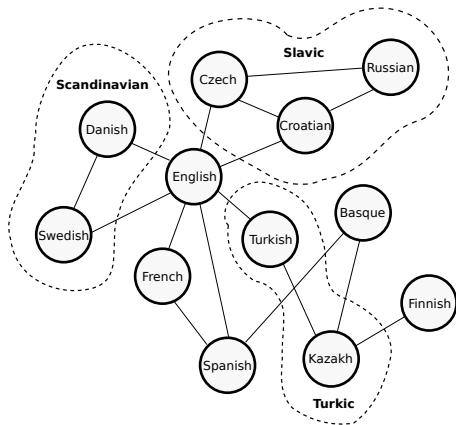 Slavic
Russian
Czech
Scandinavian
Croatian
Danish
English
Basque
Swedish
Turkish
French
Finnish
Spanish
Kazakh
Turkic